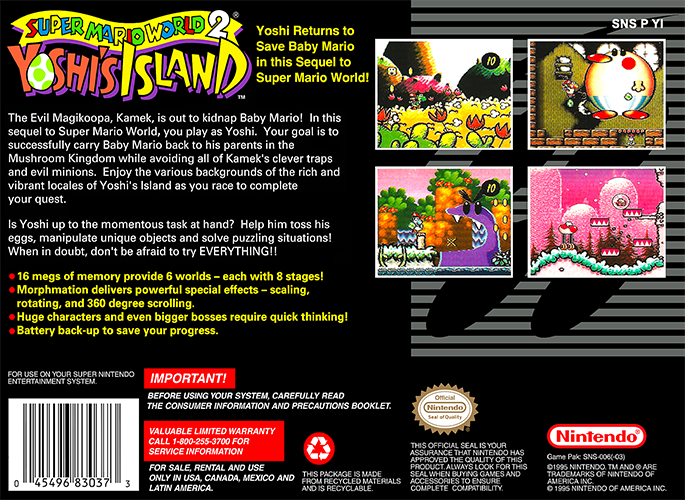 SUPER MARIO WORLD 2®
YOSHI'S ISLAND™
Yoshi Returns to
Save Baby Mario
in this Sequel to
Super Mario World!
SNS P YI
The Evil Magikoopa, Kamek, is out to kidnap Baby Mario!  In this
sequel to Super Mario World, you play as Yoshi.  Your goal is to
successfully carry Baby Mario back to his parents in the
Mushroom Kingdom while avoiding all of Kamek's clever traps
and evil minions.  Enjoy the various backgrounds of the rich and
vibrant locales of Yoshi's Island as you race to complete
your quest.
Is Yoshi up to the momentous task at hand?  Help him toss his
eggs, manipulate unique objects and solve puzzling situations!
When in doubt, don't be afraid to try EVERYTHING!!
• 16 megs of memory provide 6 worlds – each with 8 stages!
• Morphmation delivers powerful special effects – scaling,
rotating, and 360 degree scrolling.
• Huge characters and even bigger bosses require quick thinking!
• Battery back-up to save your progress.
10
10
FOR USE ON YOUR SUPER NINTENDO
ENTERTAINMENT SYSTEM.
0 45496 83037 3
IMPORTANT!
BEFORE USING YOUR SYSTEM, CAREFULLY READ
THE CONSUMER INFORMATION AND PRECAUTIONS BOOKLET.
VALUABLE LIMITED WARRANTY
CALL 1-800-255-3700 FOR
SERVICE INFORMATION
FOR SALE, RENTAL AND USE
ONLY IN USA, CANADA, MEXICO AND
LATIN AMERICA.
THIS PACKAGE IS MADE
FROM RECYCLED MATERIALS
AND IS RECYCLABLE.
Official
Nintendo
Seal of Quality
THIS OFFICIAL SEAL IS YOUR
ASSURANCE THAT NINTENDO HAS
APPROVED THE QUALITY OF THIS
PRODUCT. ALWAYS LOOK FOR THIS
SEAL WHEN BUYING GAMES AND
ACCESSORIES TO ENSURE
COMPLETE COMPATIBILITY.
Nintendo®
Game Pak: SNS-006(-03)
©1995 NINTENDO. TM AND ® ARE
TRADEMARKS OF NINTENDO OF
AMERICA INC.
© 1995 NINTENDO OF AMERICA INC.